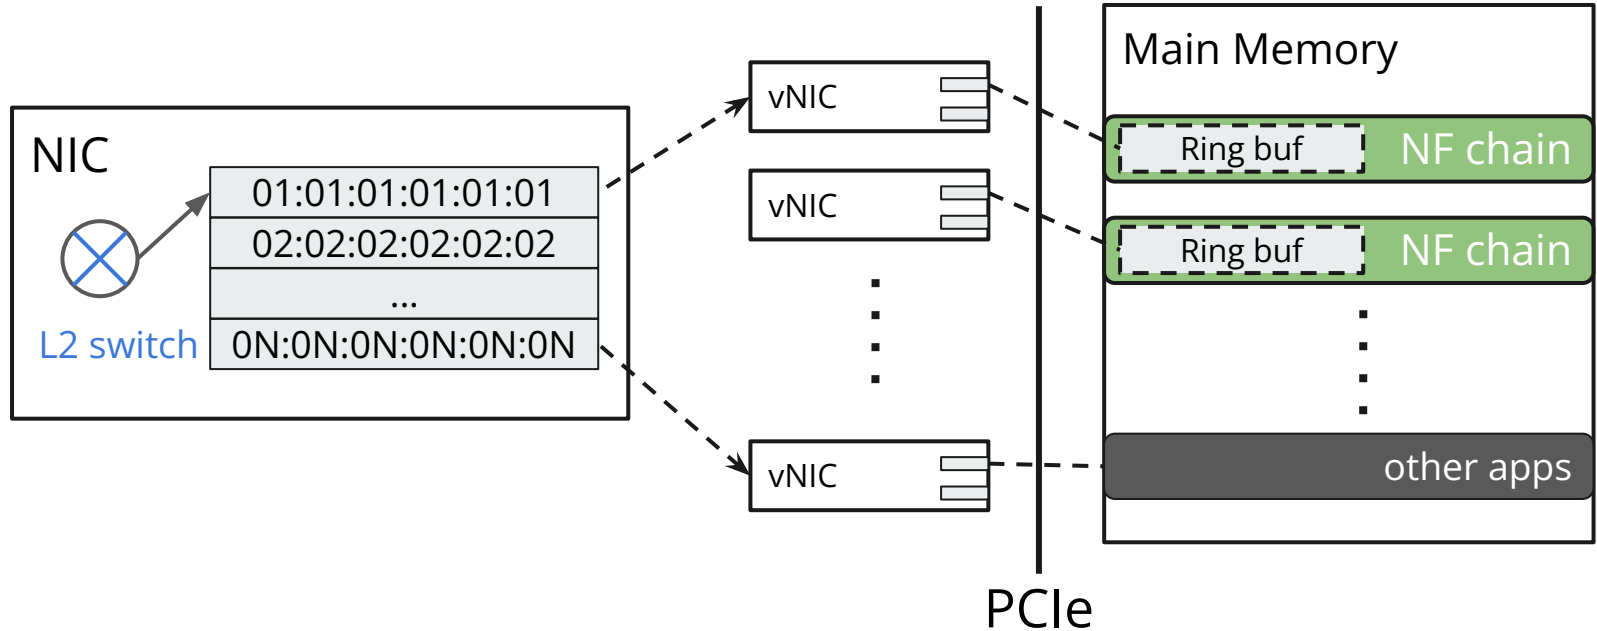 NIC
01:01:01:01:01:01
02:02:02:02:02:02
...
0N:0N:0N:0N:0N:0N
L2 switch
vNIC
vNIC
vNIC
PCIe
Main Memory
Ring buf
NF chain
Ring buf
NF chain
other apps